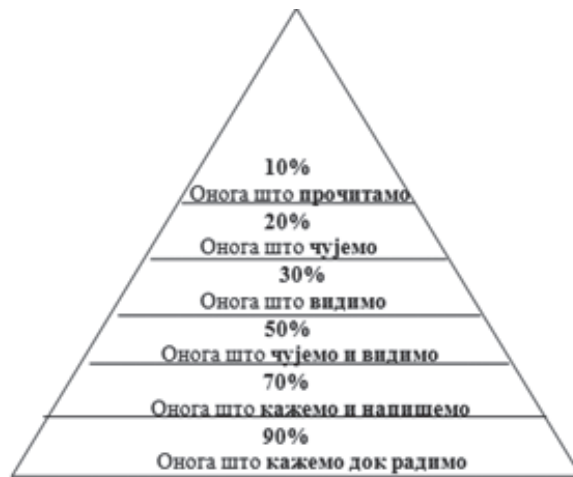 10%
Онога што прочитамо
20%
Онога што чујемо
30%
Онога што видимо
50%
Онога што чујемо и видимо
70%
Онога што кажемо и напишемо
90%
Онога што кажемо док радимо